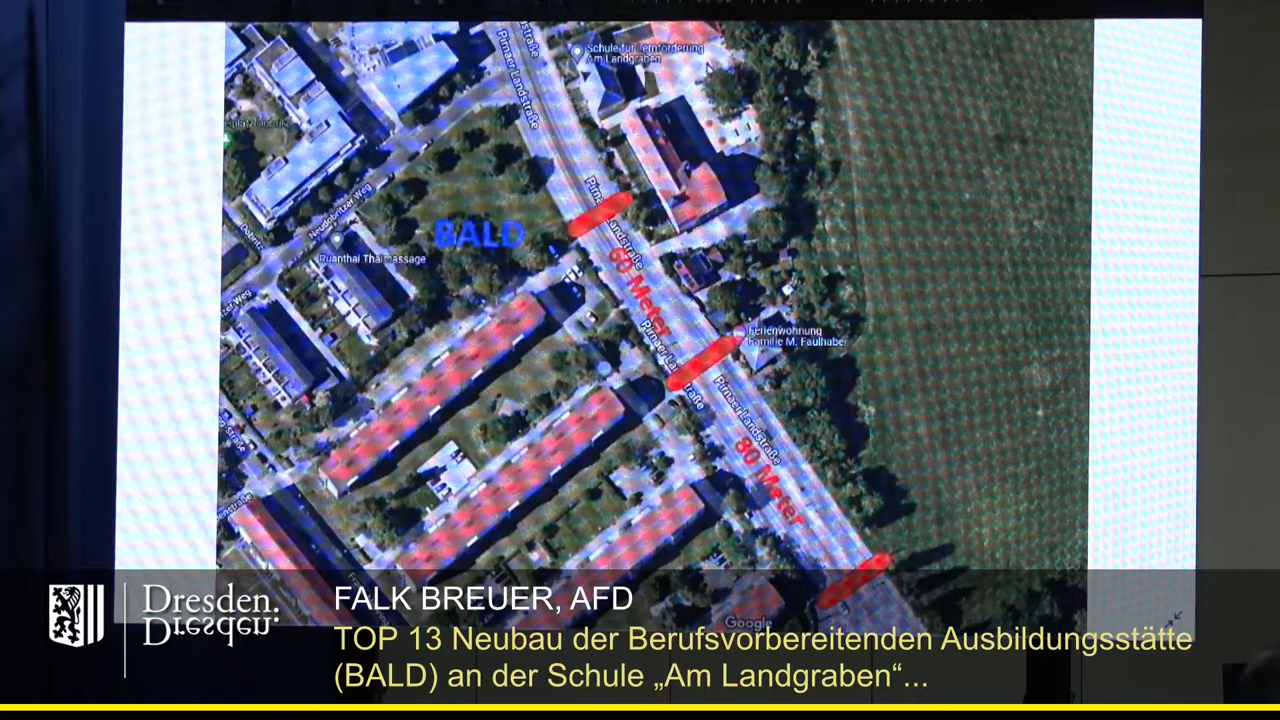 Schule für Lernförderung
Am Landgraben
Pirnaer Landstraße
Neudobritzer Weg
BALD
Ruanthai Thaimassage
60 Meter
Pirnaer Landstraße
Ferienwohnung
Familie M. Faulhaber
Pirnaer Landstraße
80 Meter
Google
Dresden.
Dresden.
FALK BREUER, AFD
TOP 13 Neubau der Berufsvorbereitenden Ausbildungsstätte
(BALD) an der Schule „Am Landgraben“...